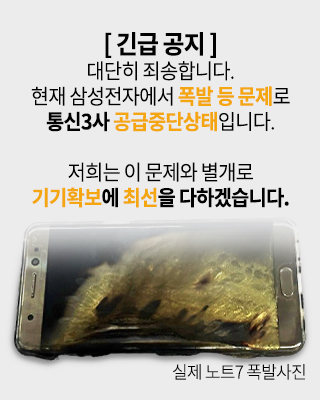 [ 긴급 공지 ]
대단히 죄송합니다.
현재 삼성전자에서 폭발 등 문제로
통신3사 공급중단상태입니다.
저희는 이 문제와 별개로
기기확보에 최선을 다하겠습니다.
실제 노트7 폭발사진